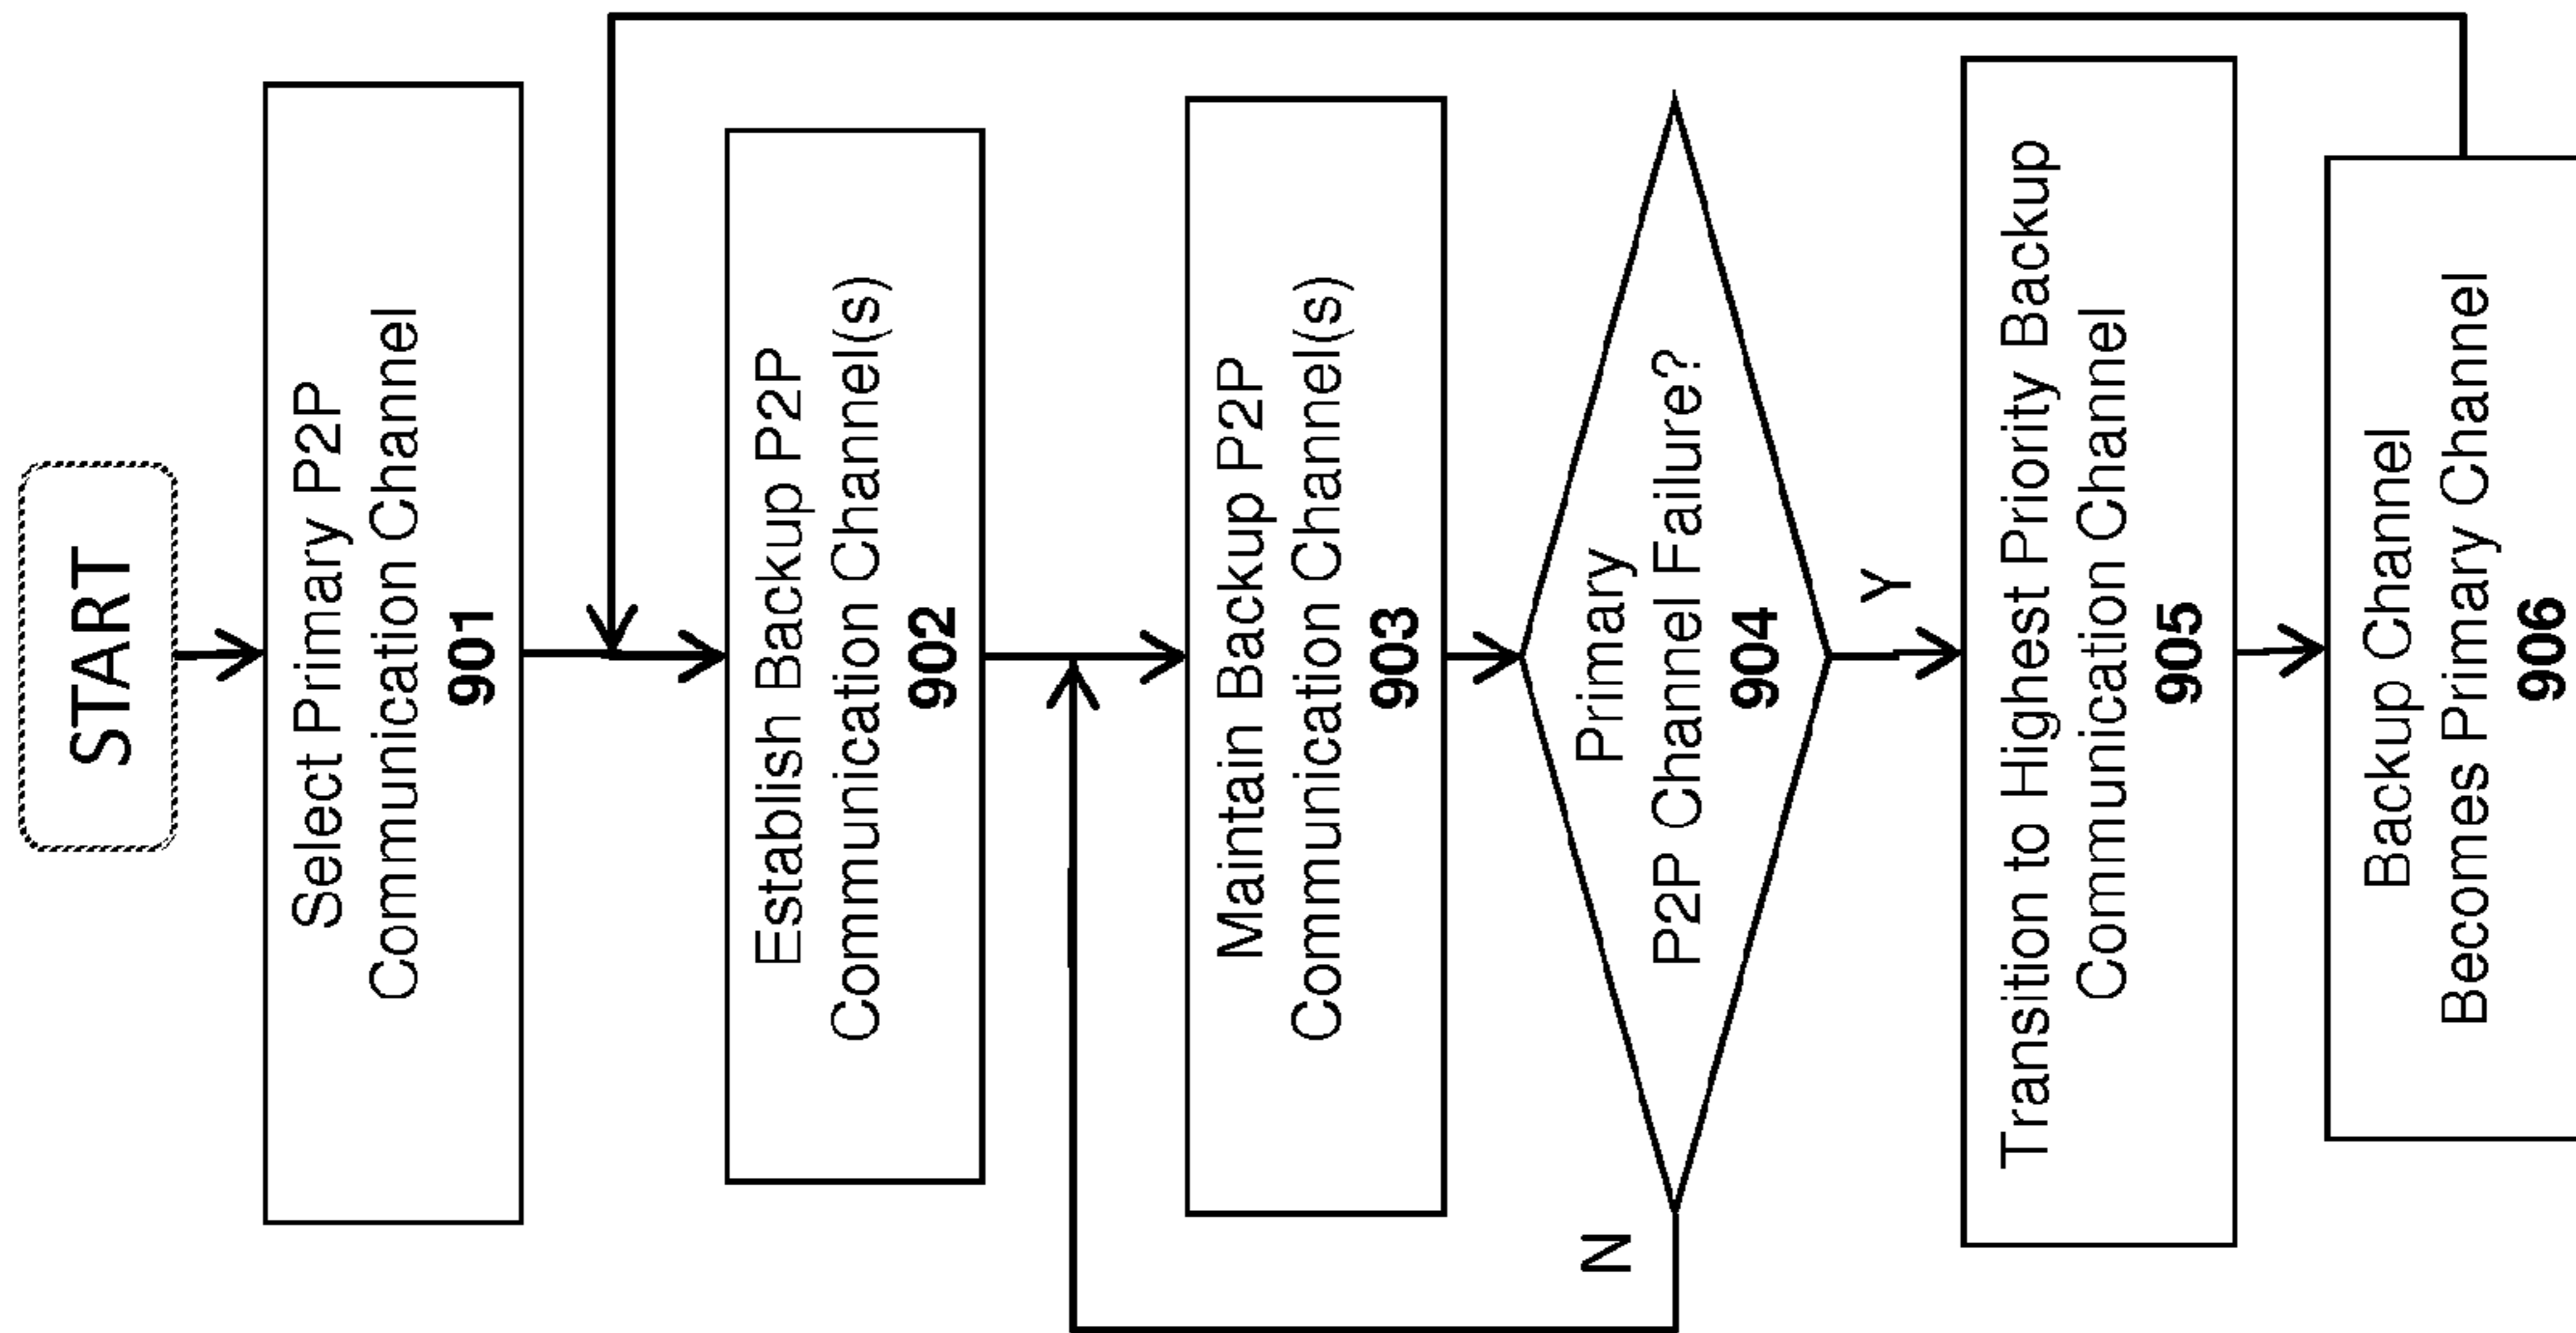 START
Select Primary P2P
Communication Channel
901
Establish Backup P2P
Communication Channel(s)
902
Maintain Backup P2P
Communication Channel(s)
903
Primary
P2P Channel Failure?
904
N
Y
Transition to Highest Priority Backup
Communication Channel
905
Backup Channel
Becomes Primary Channel
906